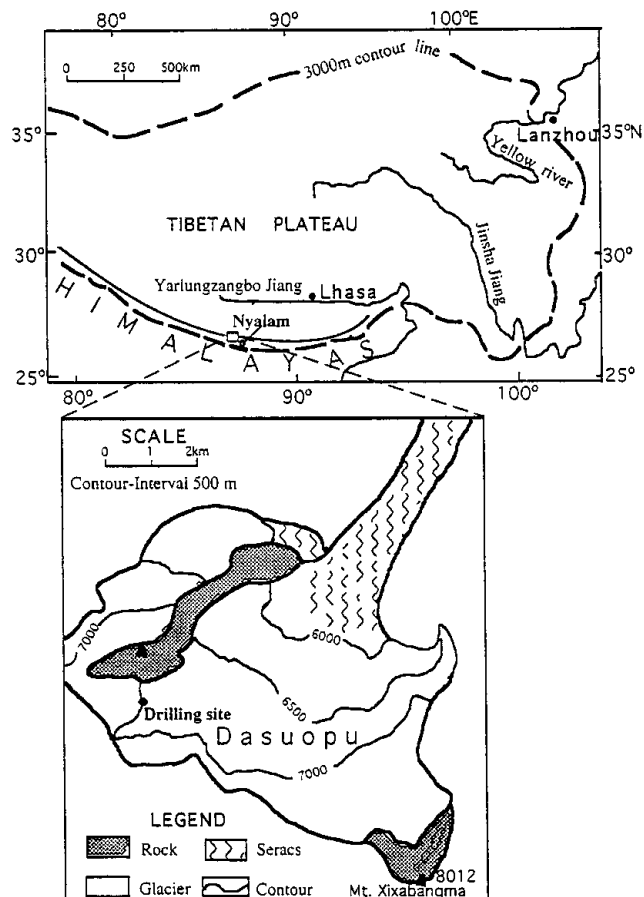 80° 90° 100°E
0 250 500km
3000m contour line
35° 35°N
Lanzhou
Yellow river
TIBETAN PLATEAU
30° 30°
Jinsha Jiang
Yarlungzangbo Jiang Lhasa
Nyalam
HIMALAYAS
25° 25°
80° 90° 100°
SCALE
0 1 2km
Contour-Interval 500 m
7000
6000
6500
Drilling site
Dasuopu
7000
LEGEND
Rock Seracs
8012
Glacier Contour Mt. Xixabangma